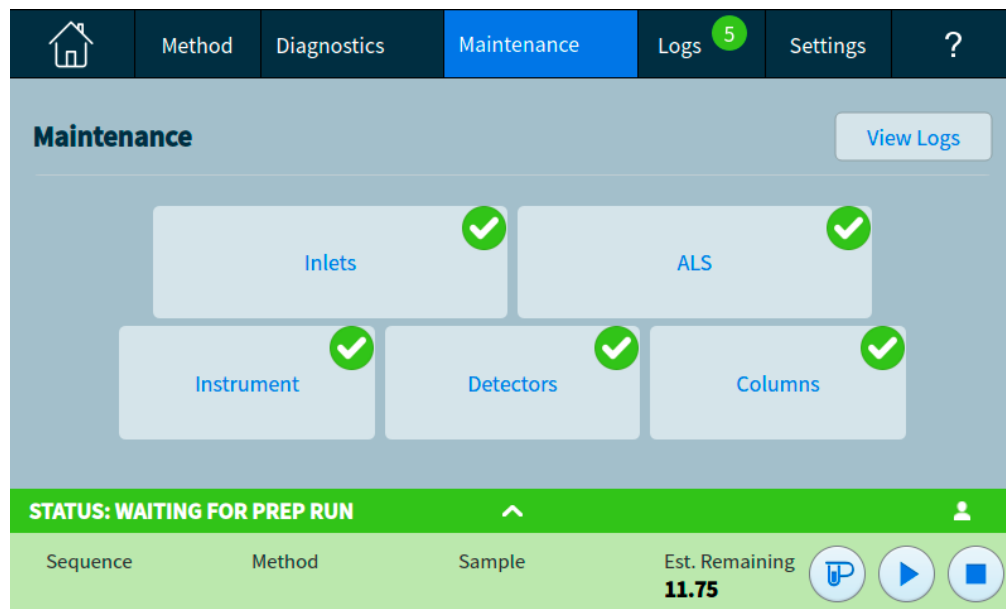 Method Diagnostics Maintenance Logs 5 Settings ?
Maintenance View Logs
Inlets ALS
Instrument Detectors Columns
STATUS: WAITING FOR PREP RUN
Sequence Method Sample Est. Remaining
11.75